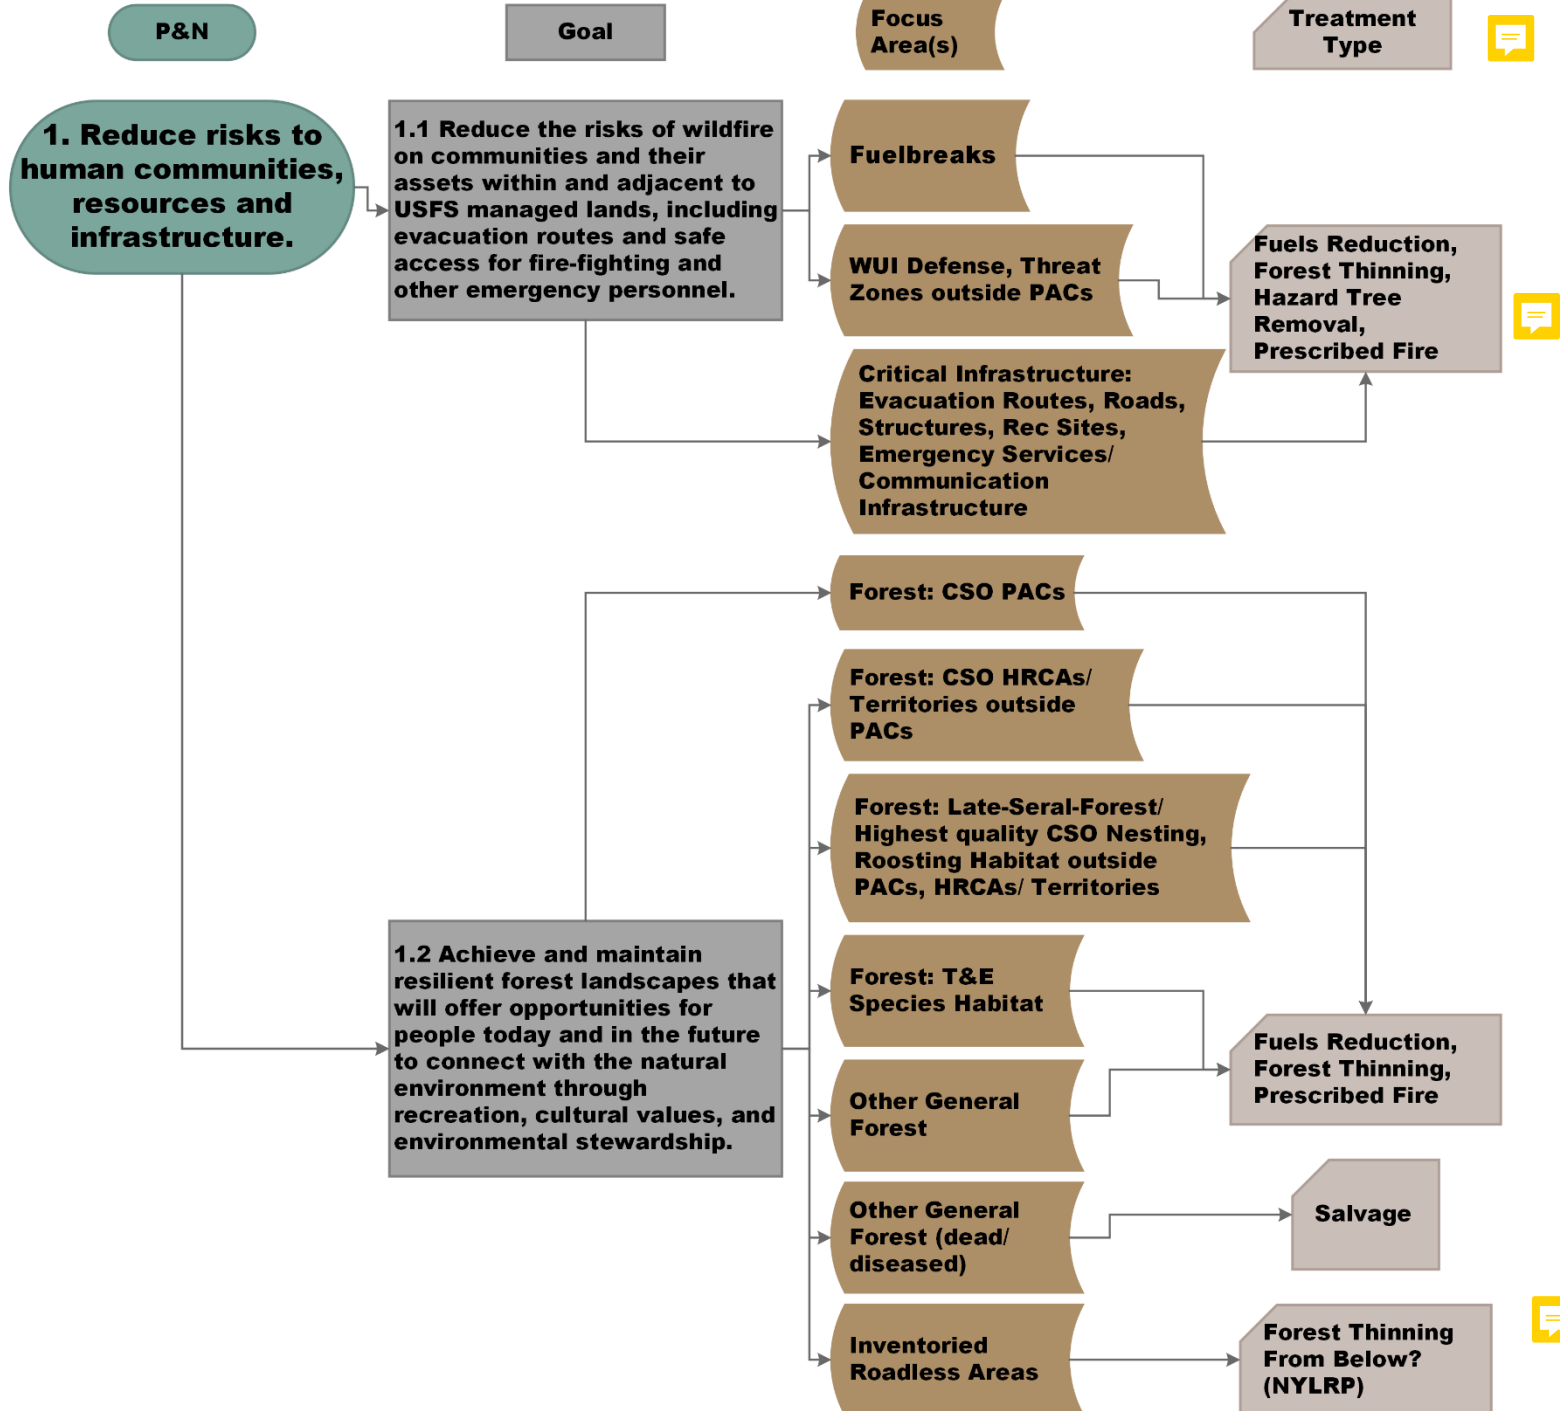 P&N
Goal
Focus
Area(s)
Treatment
Type
1. Reduce risks to
human communities,
resources and
infrastructure.
1.1 Reduce the risks of wildfire
on communities and their
assets within and adjacent to
USFS managed lands, including
evacuation routes and safe
access for fire-fighting and
other emergency personnel.
Fuelbreaks
WUI Defense, Threat
Zones outside PACs
Fuels Reduction,
Forest Thinning,
Hazard Tree
Removal,
Prescribed Fire
Critical Infrastructure:
Evacuation Routes, Roads,
Structures, Rec Sites,
Emergency Services/
Communication
Infrastructure
1.2 Achieve and maintain
resilient forest landscapes that
will offer opportunities for
people today and in the future
to connect with the natural
environment through
recreation, cultural values, and
environmental stewardship.
Forest: CSO PACs
Forest: CSO HRCAs/
Territories outside
PACs
Forest: Late-Seral-Forest/
Highest quality CSO Nesting,
Roosting Habitat outside
PACs, HRCAs/ Territories
Forest: T&E
Species Habitat
Other General
Forest
Fuels Reduction,
Forest Thinning,
Prescribed Fire
Other General
Forest (dead/
diseased)
Salvage
Inventoried
Roadless Areas
Forest Thinning
From Below?
(NYLRP)